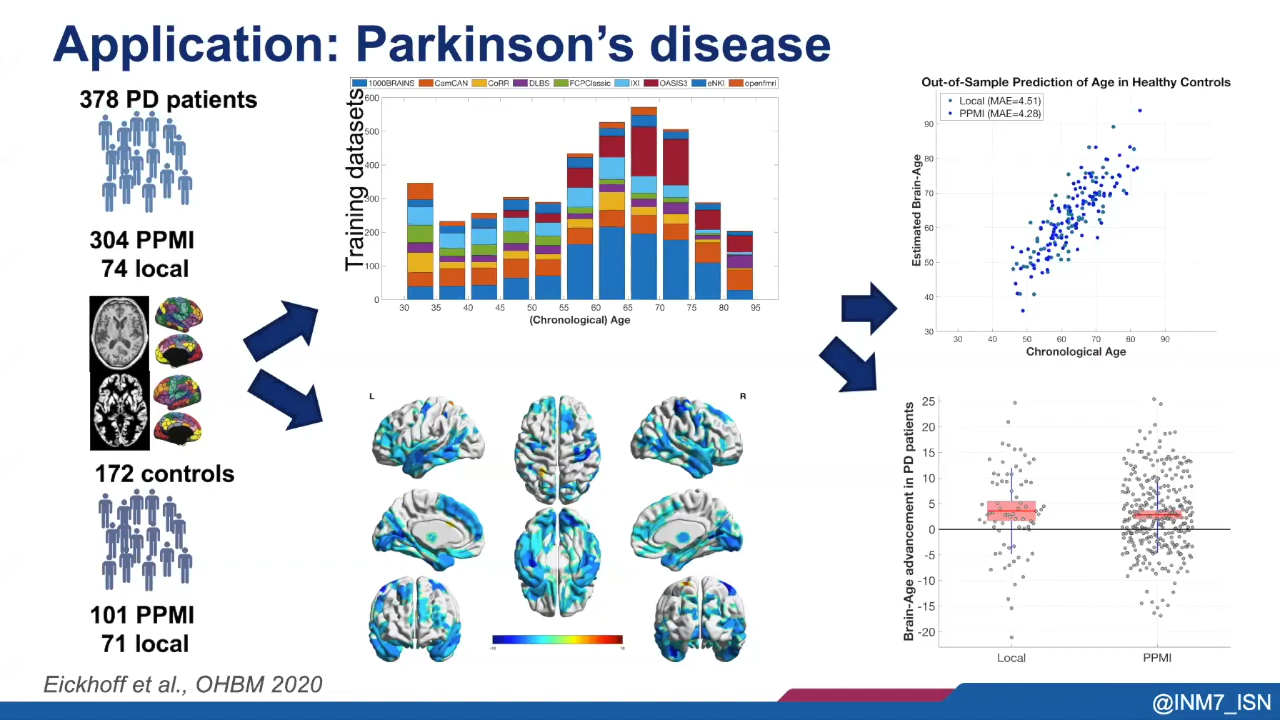 Application: Parkinson's disease
378 PD patients
304 PPMI
74 local
172 controls
101 PPMI
71 local
Eickhoff et al., OHBM 2020
Training datasets
1000BRAINS CamCAN CoRR DLBS FCPClassic IXI OASIS3 eNKI openfmri
600
500
400
300
200
100
0
30 35 40 45 50 52 55 60 65 67 75 80 95
(Chronological) Age
L R
Out-of-Sample Prediction of Age in Healthy Controls
Local (MAE=4.51)
PPMI (MAE=4.28)
Estimated Brain-Age
90
80
70
60
50
40
30
30 40 50 60 70 80 90
Chronological Age
Brain-Age advancement in PD patients
25
20
15
10
5
0
-5
-10
-15
-20
Local PPMI
@INM7_ISN